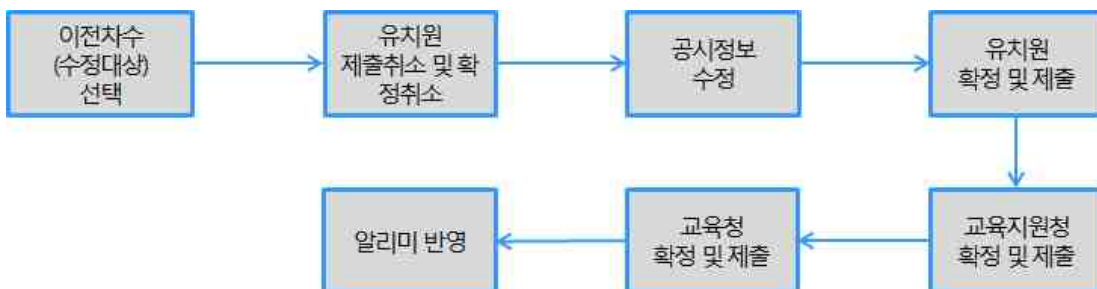 이전차수
(수정대상)
선택
유치원
제출취소 및 확
정취소
공시정보
수정
유치원
확정 및 제출
교육지원청
확정 및 제출
교육청
확정 및 제출
알리미 반영